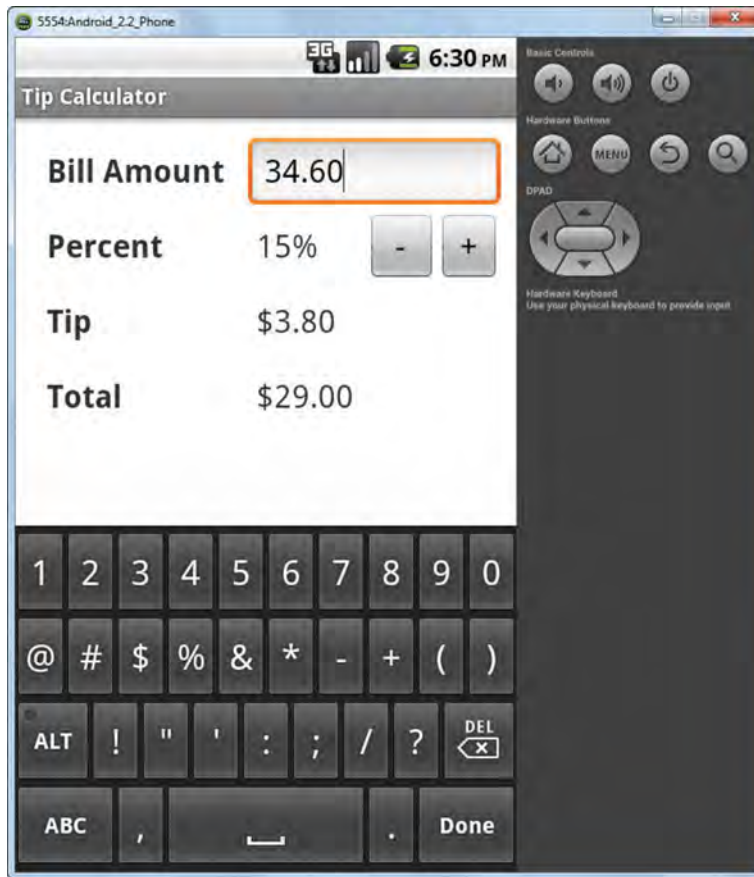 5554:Android_2.2_Phone
3G 6:30 PM
Tip Calculator
Bill Amount 34.60
Percent 15% - +
Tip $3.80
Total $29.00
1 2 3 4 5 6 7 8 9 0
@ # $ % & * - + ( )
ALT ! " ' : ; / ? DEL
ABC , . Done
Basic Controls
Hardware Buttons
MENU
DPAD
Hardware Keyboard
Use your physical keyboard to provide input